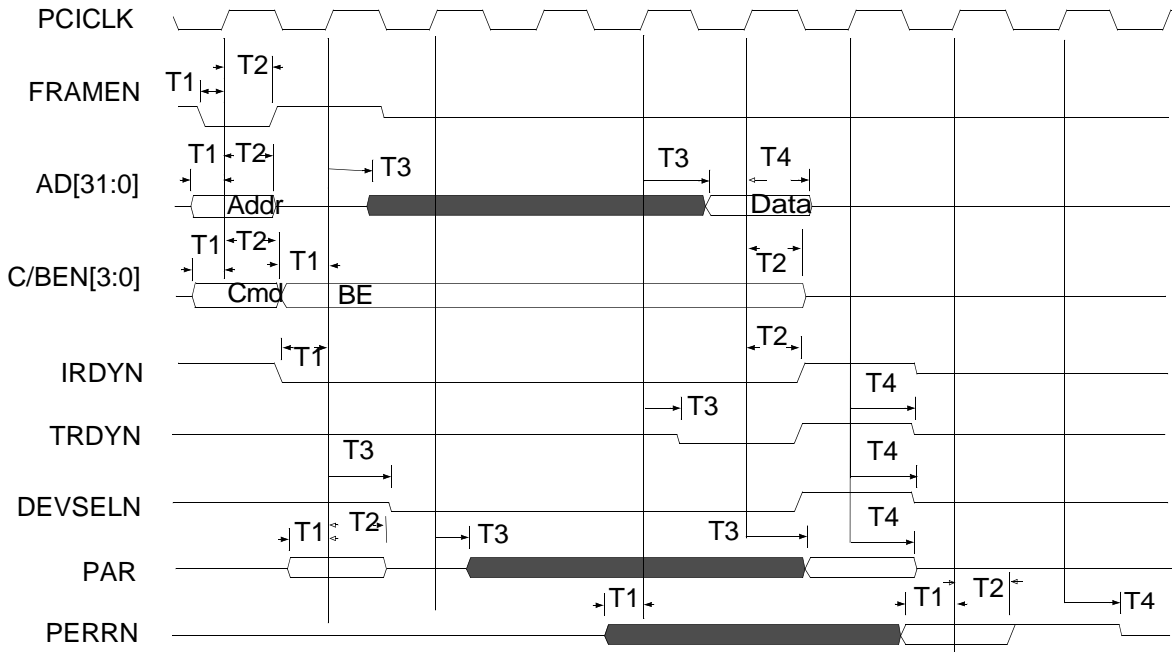 PCICLK
T2
T1
FRAMEN
T1 T2 T3 T3 T4
AD[31:0]
Addr Data
T1 T2 T1 T2
C/BEN[3:0]
Cmd BE
T1 T2
IRDYN
T3 T4
TRDYN
T3 T4
DEVSELN
T1 T2 T3 T3 T4
PAR
T1 T1 T2 T4
PERRN